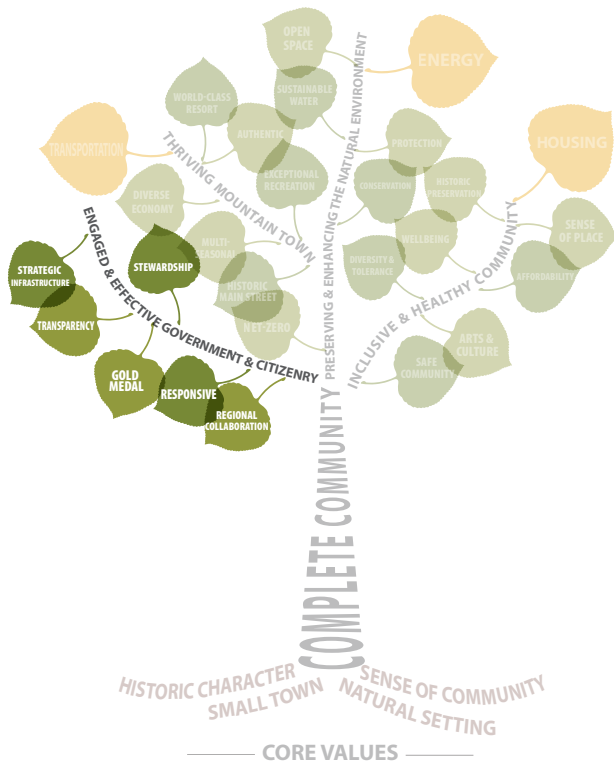 OPEN
SPACE
ENERGY
WORLD-CLASS
RESORT
SUSTAINABLE
WATER
TRANSPORTATION
AUTHENTIC
PROTECTION
HOUSING
THRIVING MOUNTAIN TOWN
PRESERVING & ENHANCING THE NATURAL ENVIRONMENT
EXCEPTIONAL
RECREATION
CONSERVATION
HISTORIC
PRESERVATION
DIVERSE
ECONOMY
SENSE
OF PLACE
ENGAGED & EFFECTIVE GOVERNMENT & CITIZENRY
MULTI-
SEASONAL
WELLBEING
INCLUSIVE & HEALTHY COMMUNITY
STRATEGIC
INFRASTRUCTURE
STEWARDSHIP
DIVERSITY &
TOLERANCE
AFFORDABILITY
HISTORIC
MAIN STREET
TRANSPARENCY
NET-ZERO
ARTS &
CULTURE
GOLD
MEDAL
RESPONSIVE
SAFE
COMMUNITY
REGIONAL
COLLABORATION
COMPLETE COMMUNITY
HISTORIC CHARACTER
SENSE OF COMMUNITY
SMALL TOWN
NATURAL SETTING
CORE VALUES